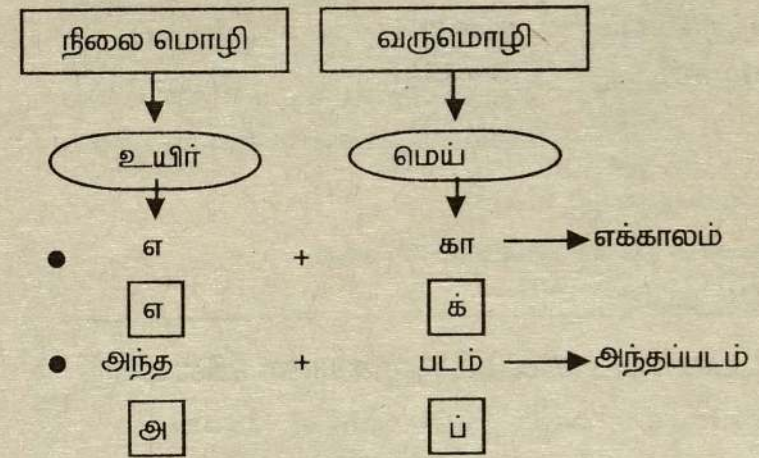 நிலை மொழி வருமொழி
உயிர் மெய்
● எ + கா எக்காலம்
எ க்
● அந்த + படம் அந்தப்படம்
அ ப்